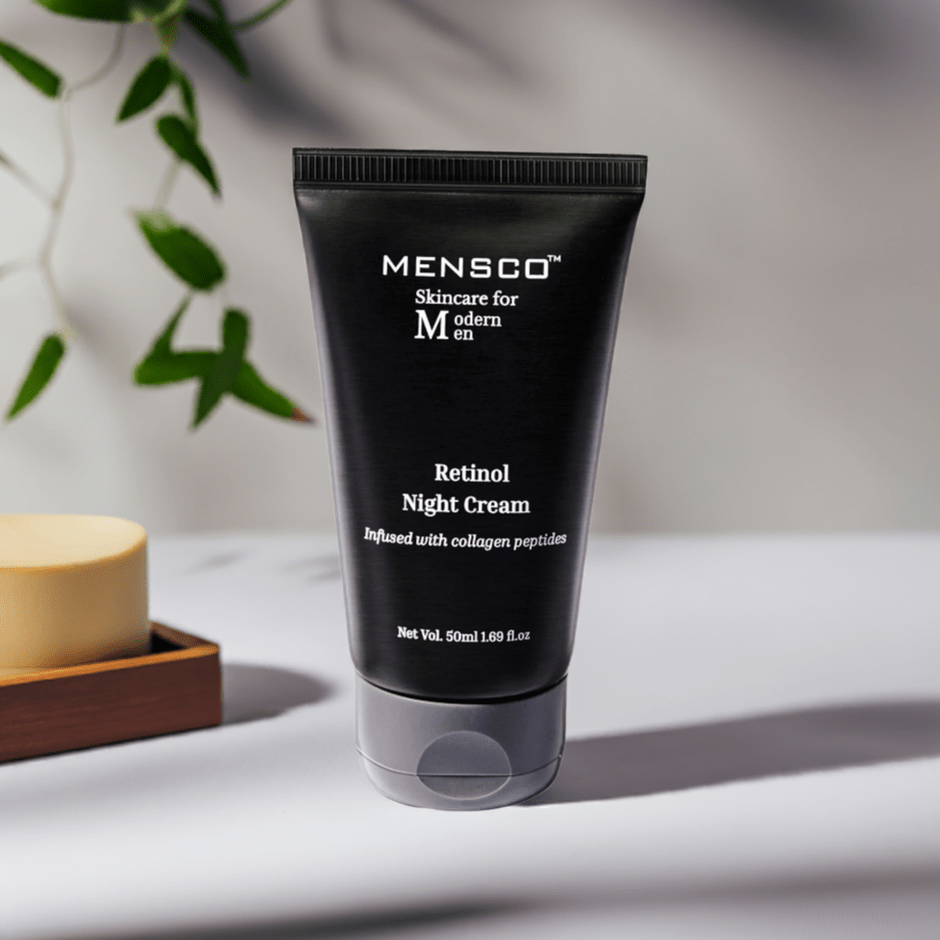 MENSCO™
Skincare for
Modern
Men
Retinol
Night Cream
Infused with collagen peptides
Net Vol. 50ml 1.69 fl.oz